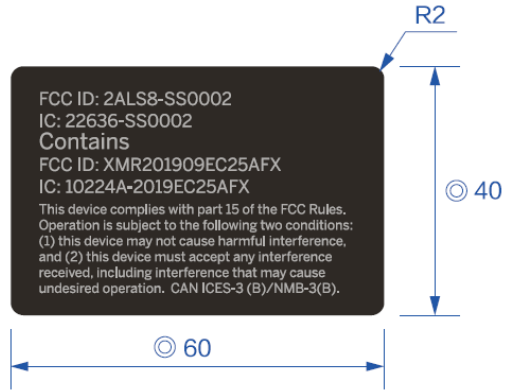 R2
FCC ID: 2ALS8-SS0002
IC: 22636-SS0002
Contains
FCC ID: XMR201909EC25AFX
IC: 10224A-2019EC25AFX
This device complies with part 15 of the FCC Rules.
Operation is subject to the following two conditions:
(1) this device may not cause harmful interference,
and (2) this device must accept any interference
received, including interference that may cause
undesired operation. CAN ICES-3 (B)/NMB-3(B).
◎ 40
◎ 60